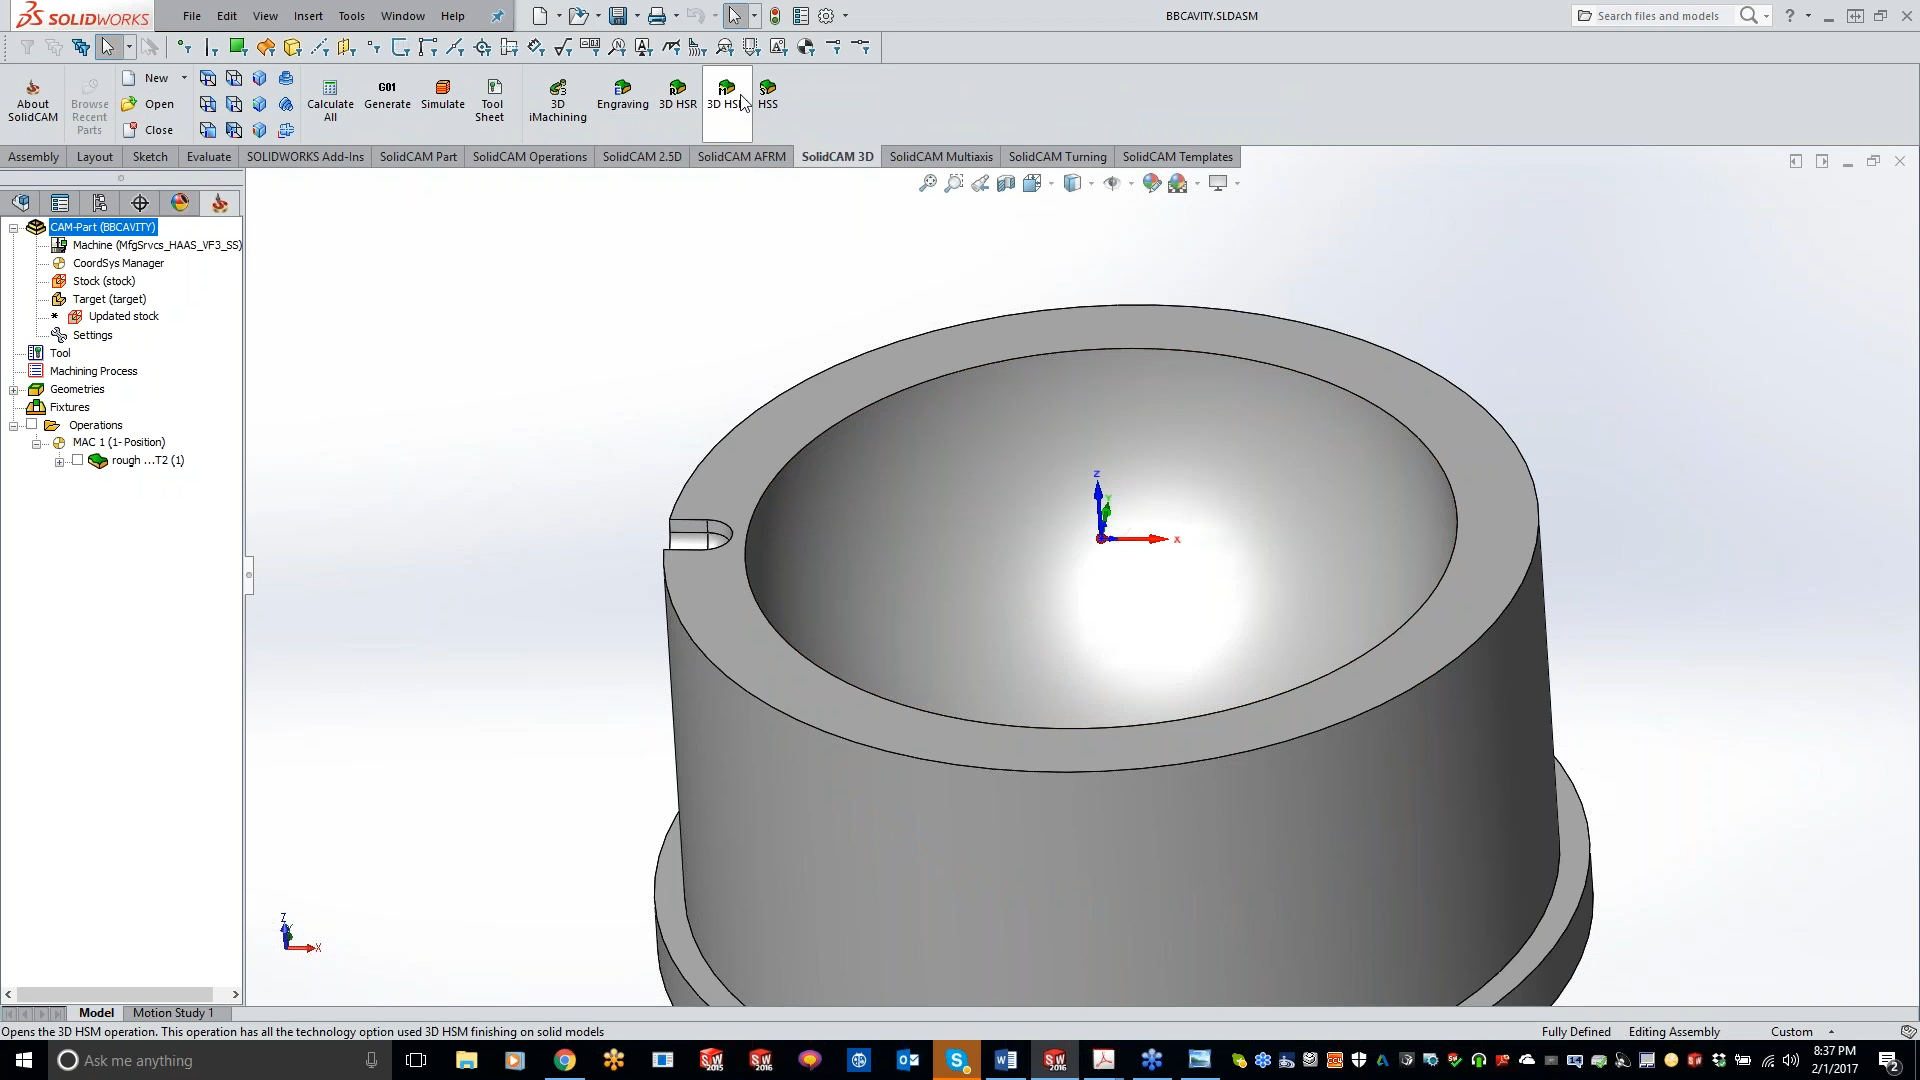 SOLIDWORKS File Edit View Insert Tools Window Help BBCAVITY.SLDASM Search files and models ?
About SolidCAM
Browse Recent Parts
New
Open
Close
Calculate All
Generate
G01
Simulate
Tool Sheet
3D iMachining
Engraving
3D HSR
3D HSM
HSS
Assembly Layout Sketch Evaluate SOLIDWORKS Add-Ins SolidCAM Part SolidCAM Operations SolidCAM 2.5D SolidCAM AFRM SolidCAM 3D SolidCAM Multiaxis SolidCAM Turning SolidCAM Templates
CAM-Part (BBCAVITY)
Machine (MfgSrvcs_HAAS_VF3_SS)
CoordSys Manager
Stock (stock)
Target (target)
* Updated stock
Settings
Tool
Machining Process
Geometries
Fixtures
Operations
MAC 1 (1- Position)
rough ...T2 (1)
Z
Y
X
Z
X
Model Motion Study 1
Opens the 3D HSM operation. This operation has all the technology option used 3D HSM finishing on solid models Fully Defined Editing Assembly Custom
Ask me anything
8:37 PM
2/1/2017